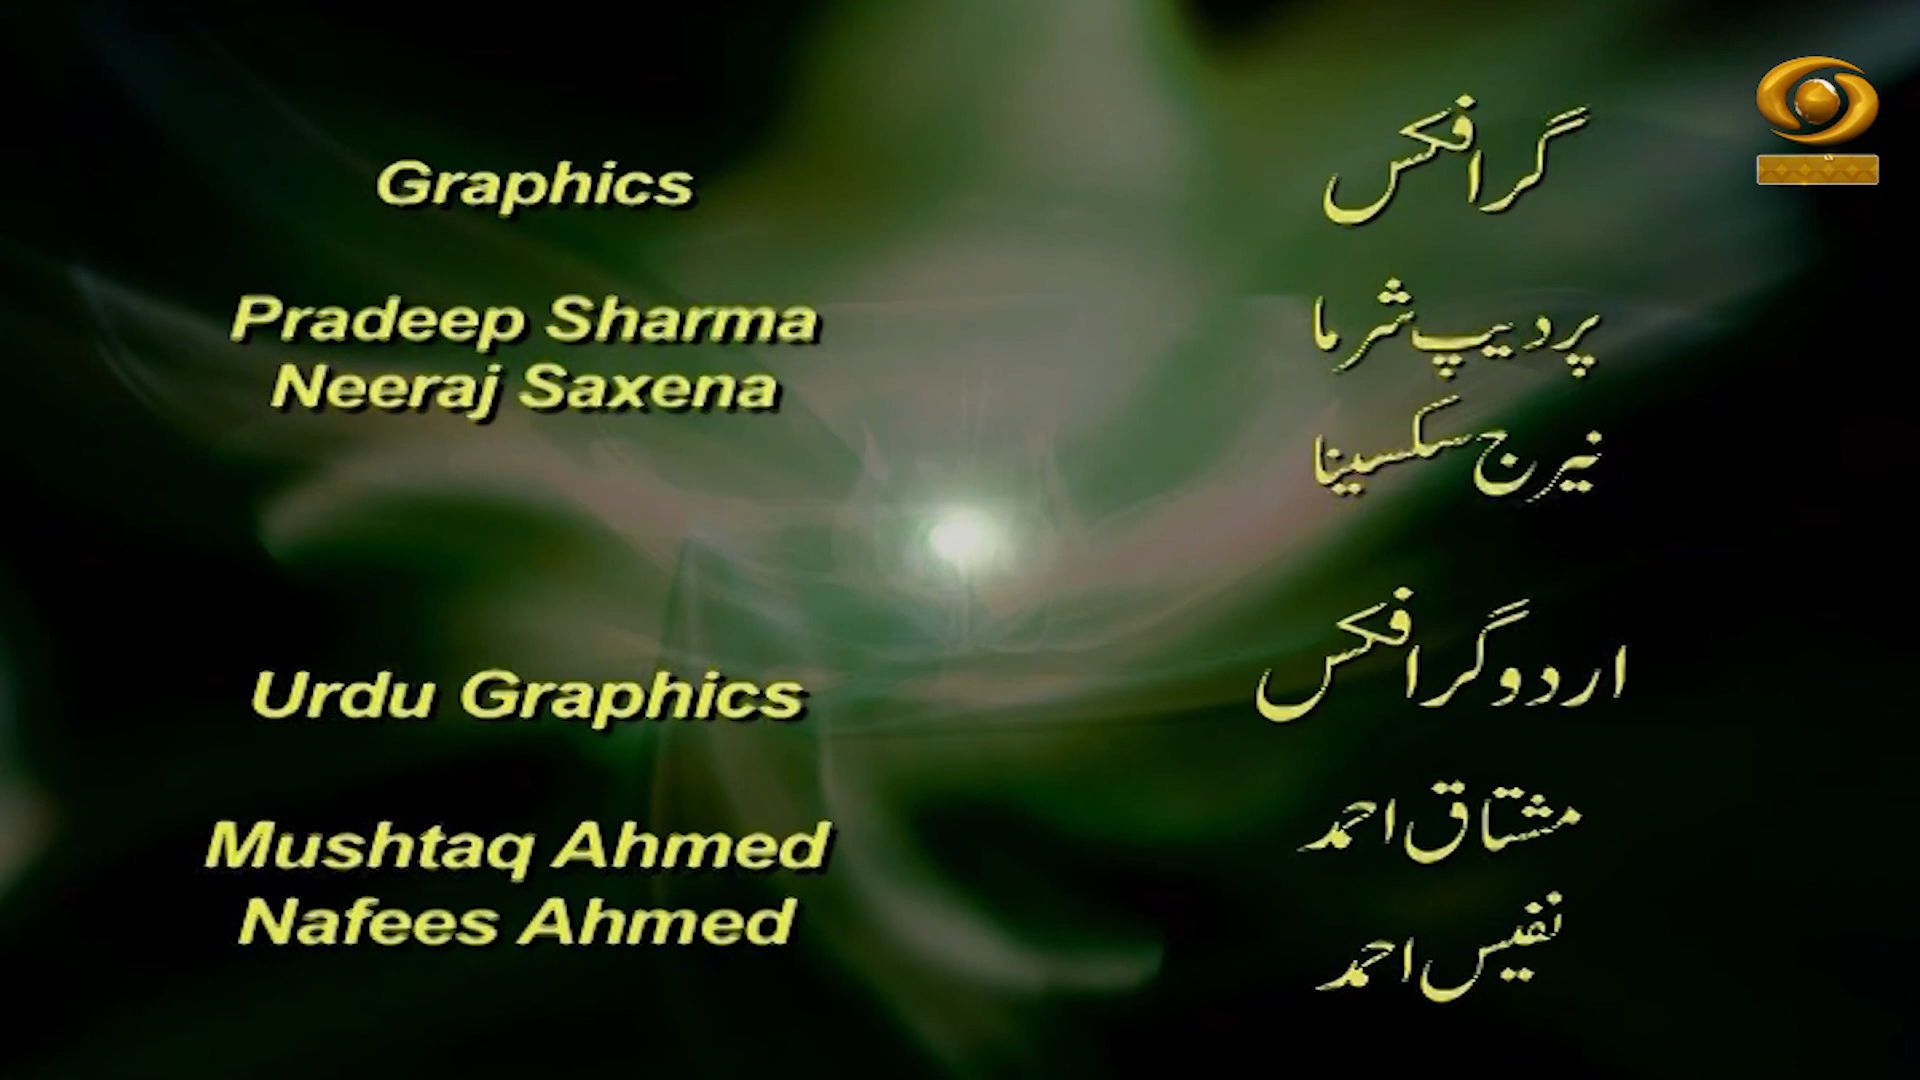 Graphics
گرافکس
Pradeep Sharma
پردیپ شرما
Neeraj Saxena
نیرج سکسینا
Urdu Graphics
اردو گرافکس
Mushtaq Ahmed
مشتاق احمد
Nafees Ahmed
نفیس احمد